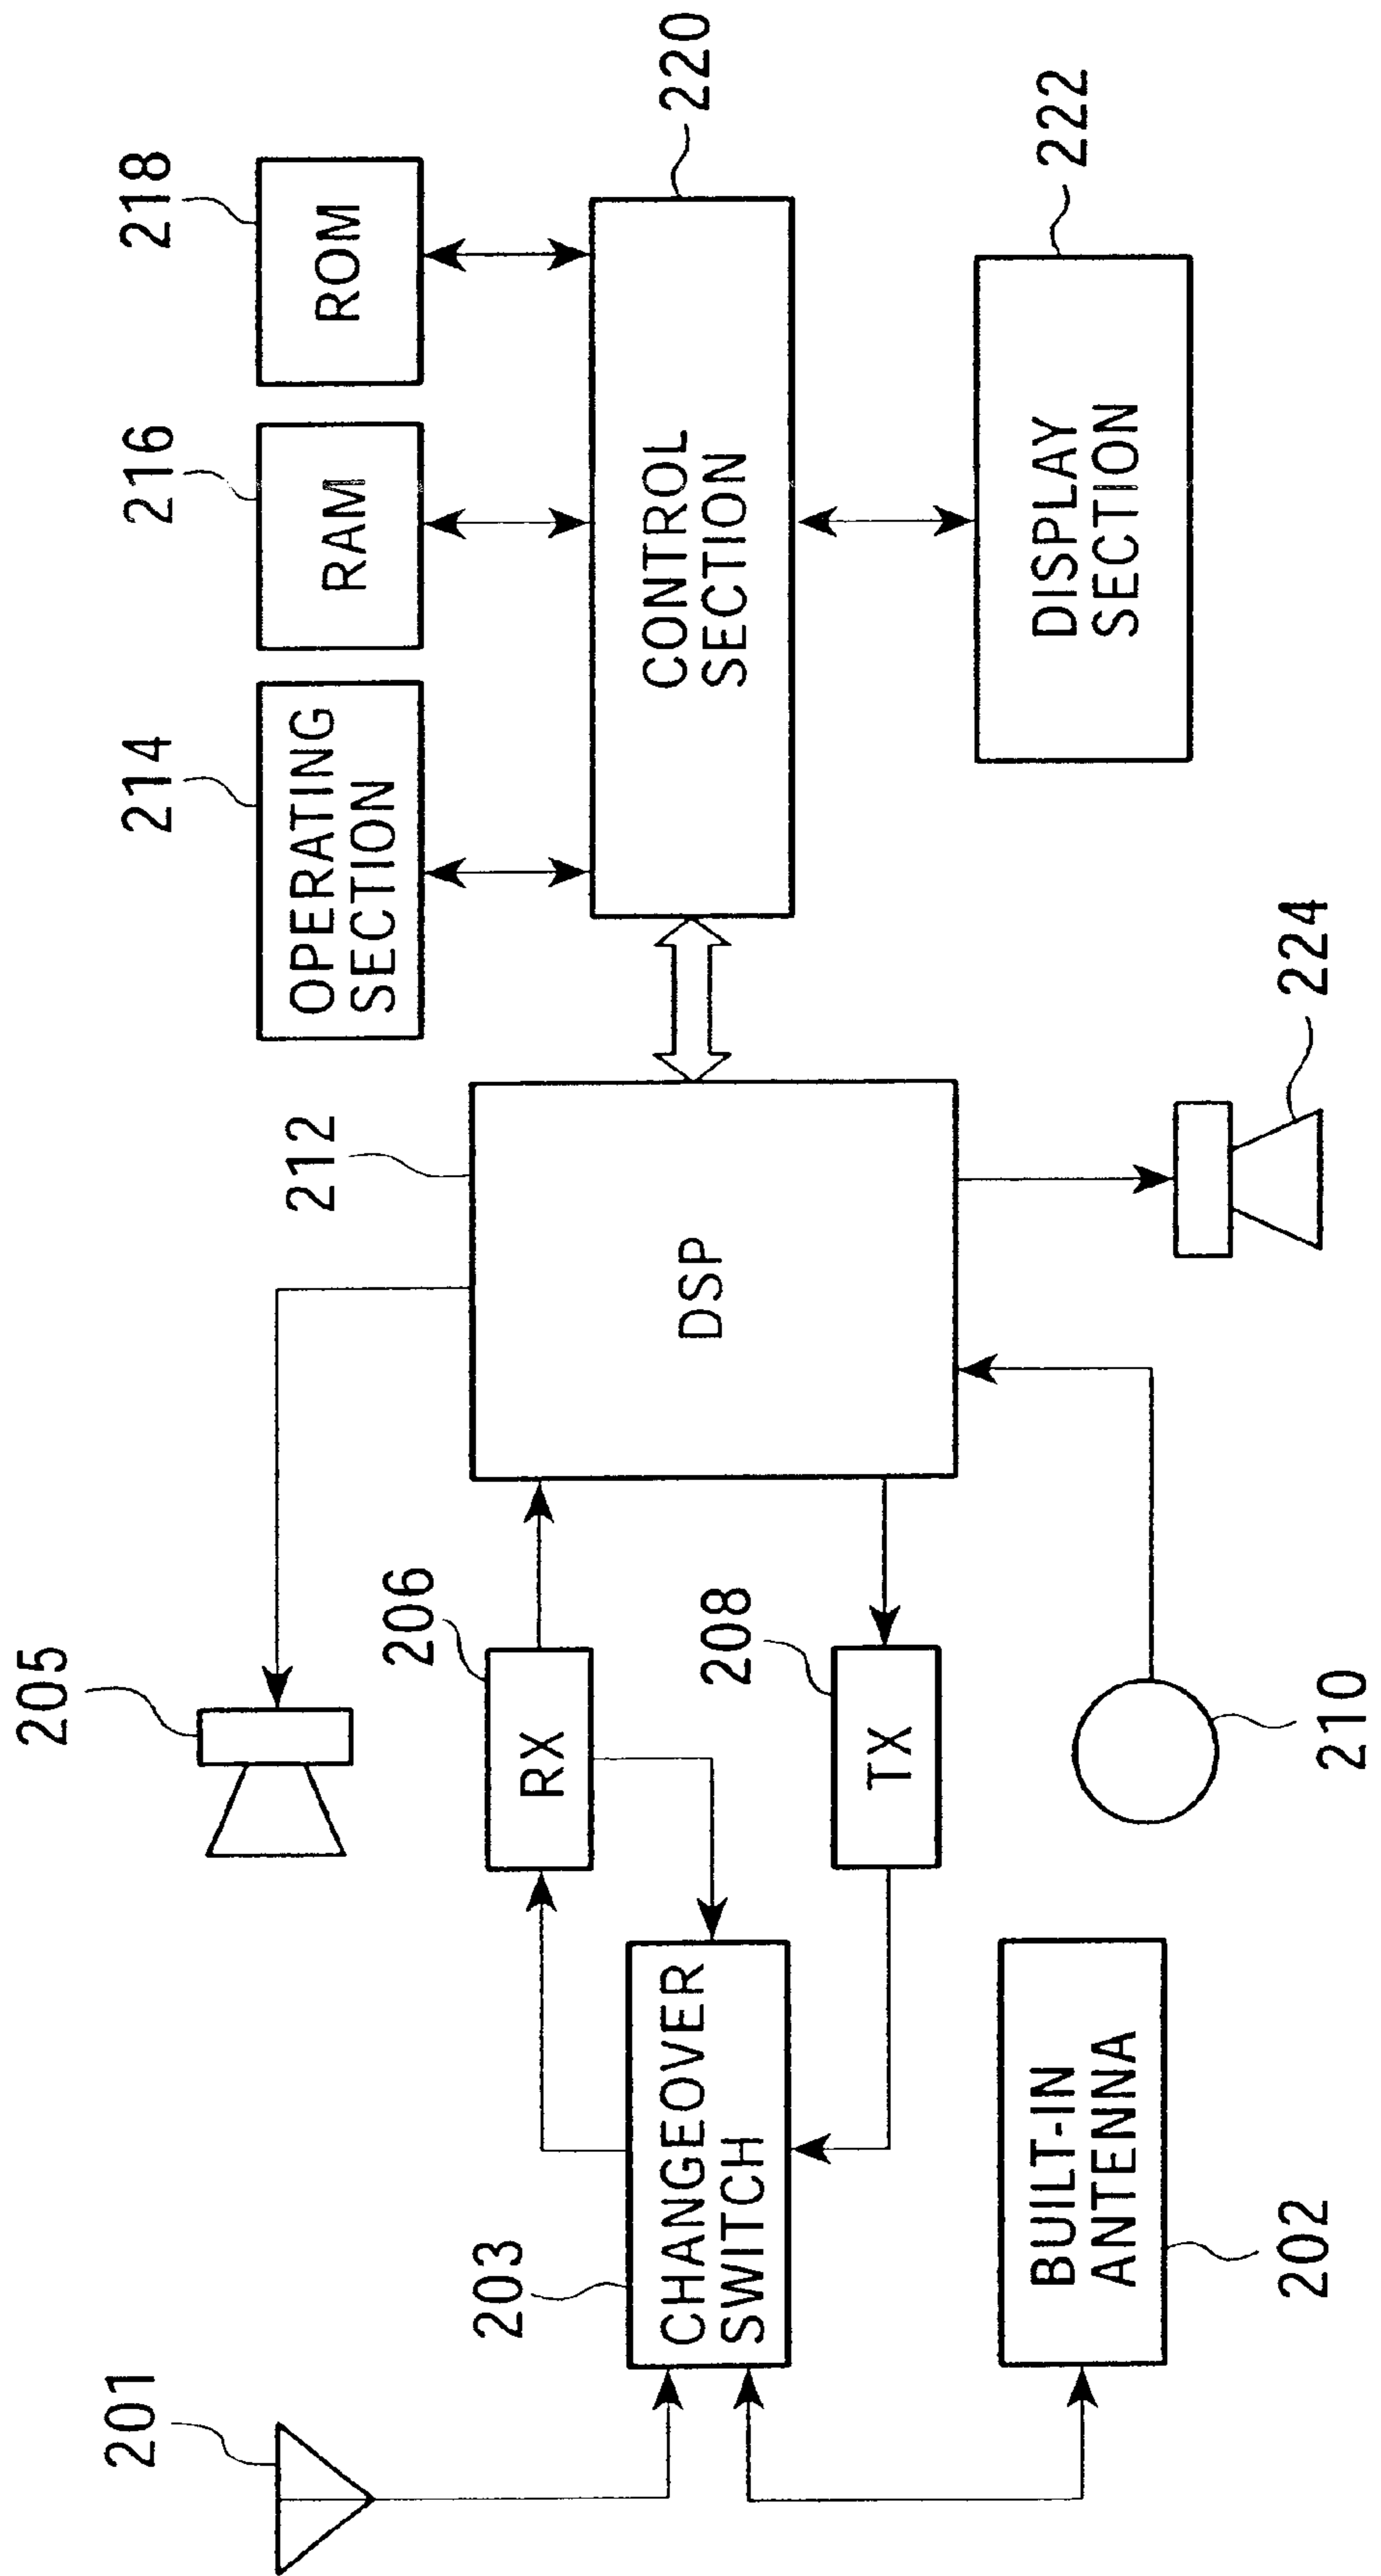 201
205
203
CHANGEOVER
SWITCH
206
RX
208
TX
BUILT-IN
ANTENNA
202
210
212
DSP
224
214
OPERATING
SECTION
216
RAM
218
ROM
CONTROL
SECTION
220
DISPLAY
SECTION
222